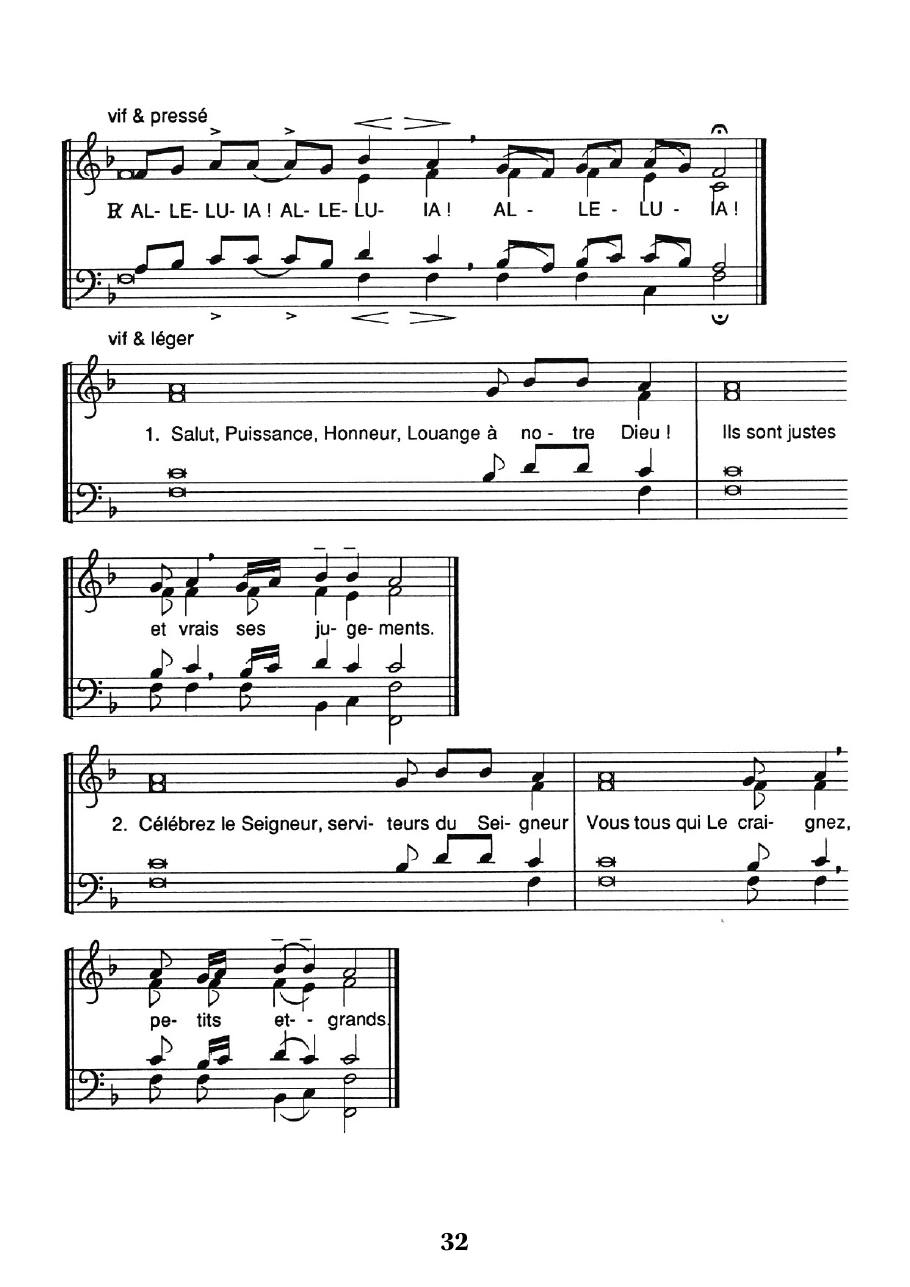 vif & pressé
℟ AL- LE- LU- IA ! AL- LE- LU- IA ! AL - LE - LU - IA !
vif & léger
1. Salut, Puissance, Honneur, Louange à no - tre Dieu ! Ils sont justes
et vrais ses ju- ge- ments.
2. Célébrez le Seigneur, servi- teurs du Sei- gneur Vous tous qui Le crai- gnez,
pe- tits et- - grands.
32